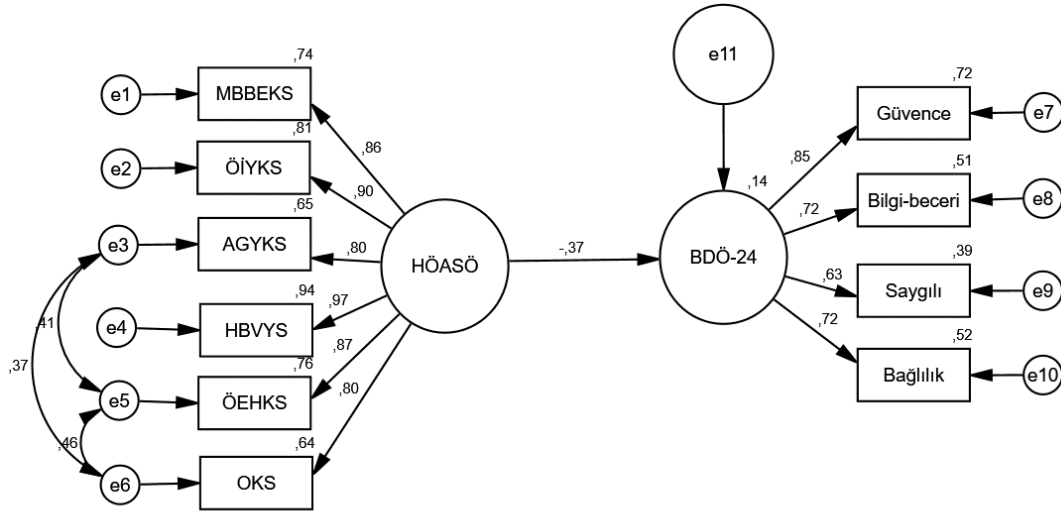 e1
,74
MBBEKS
,86
e2
,81
ÖİYKS
,90
e3
,65
AGYKS
,80
e4
,94
HBVYS
,97
,41
,37
e5
,76
ÖEHKS
,87
,46
e6
,64
OKS
,80
HÖASÖ
-,37
e11
,14
BDÖ-24
,85
,72
Güvence
e7
,72
,51
Bilgi-beceri
e8
,63
,39
Saygılı
e9
,72
,52
Bağlılık
e10